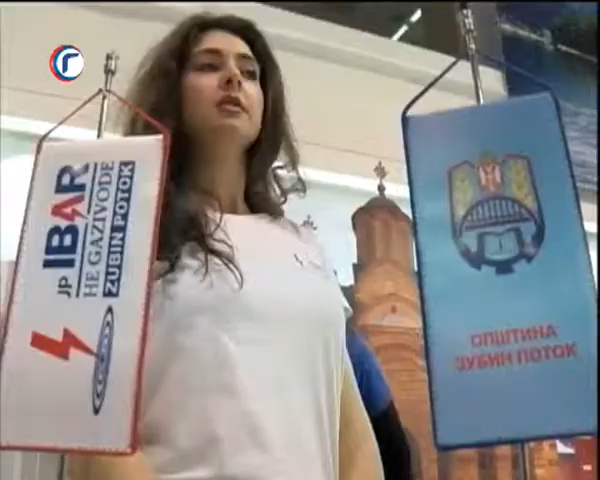 JP IBAR
HE GAZIVODE
ZUBIN POTOK
ОПШТИНА
ЗУБИН ПОТОК